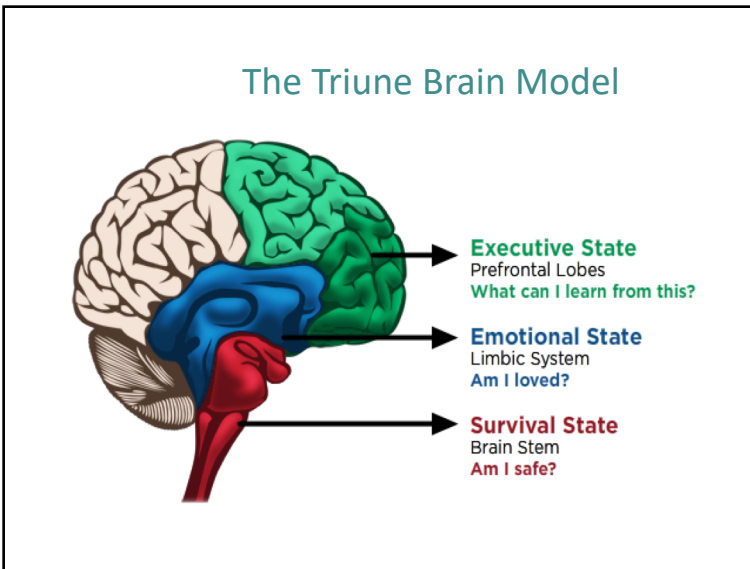 The Triune Brain Model
Executive State
Prefrontal Lobes
What can I learn from this?
Emotional State
Limbic System
Am I loved?
Survival State
Brain Stem
Am I safe?